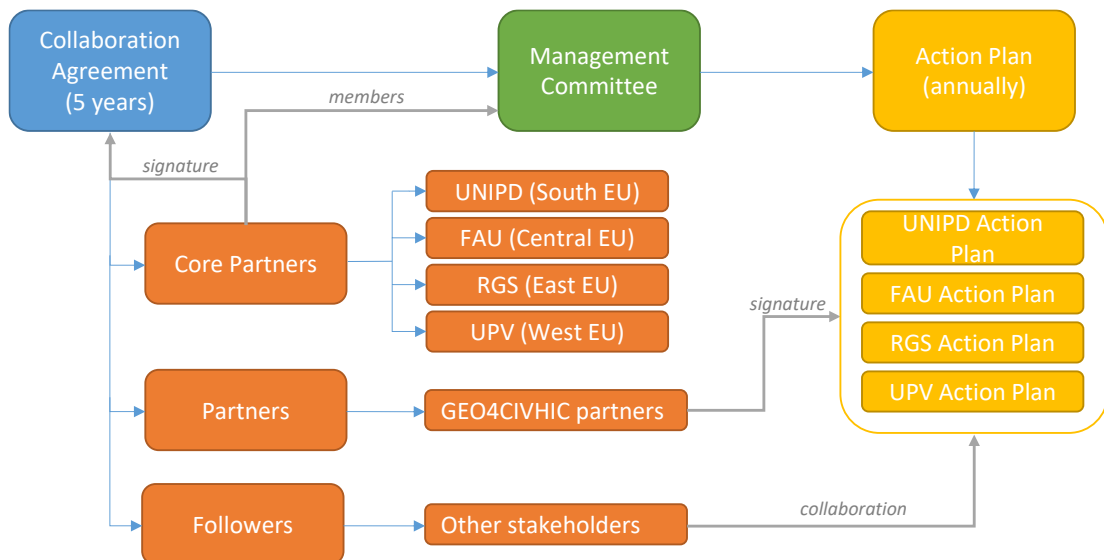 Collaboration
Agreement
(5 years)
Management
Committee
Action Plan
(annually)
members
signature
UNIPD (South EU)
FAU (Central EU)
RGS (East EU)
UPV (West EU)
Core Partners
UNIPD Action
Plan
FAU Action Plan
RGS Action Plan
UPV Action Plan
signature
Partners
GEO4CIVHIC partners
Followers
Other stakeholders
collaboration